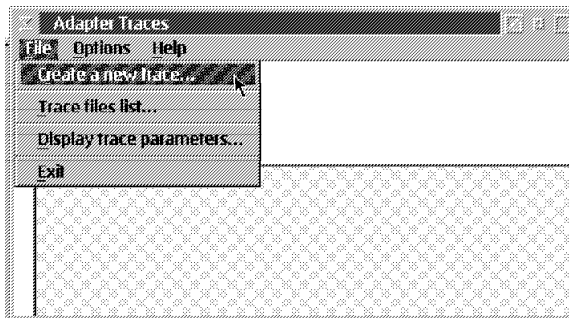 Adapter Traces
File Options Help
Create a new trace...
Trace files list...
Display trace parameters...
Exit